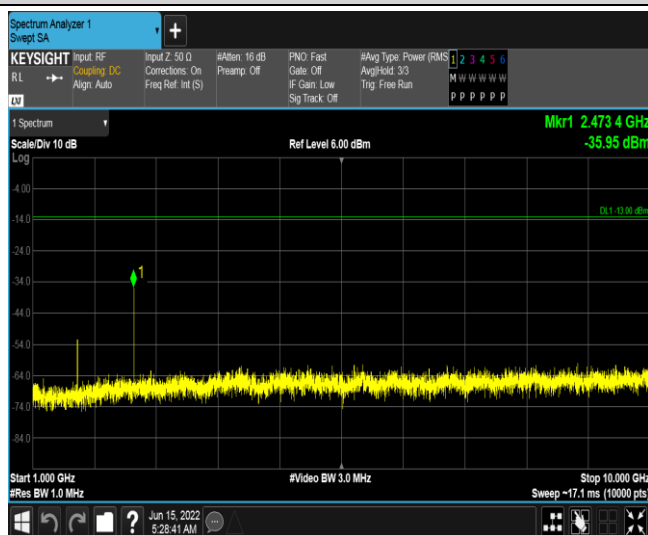 Spectrum Analyzer 1
Swept SA
+
KEYSIGHT
RL
LXI
Input: RF
Coupling: DC
Align: Auto
Input Z: 50 Ω
Corrections: On
Freq Ref: Int (S)
#Atten: 16 dB
Preamp: Off
PNO: Fast
Gate: Off
IF Gain: Low
Sig Track: Off
#Avg Type: Power (RMS
Avg|Hold: 3/3
Trig: Free Run
1 2 3 4 5 6
M W W W W W
P P P P P P
1 Spectrum
Mkr1 2.473 4 GHz
-35.95 dBm
Scale/Div 10 dB
Ref Level 6.00 dBm
Log
-4.00
DL1 -13.00 dBm
-14.0
-24.0
1
-34.0
-44.0
-54.0
-64.0
-74.0
-84.0
Start 1.000 GHz
#Video BW 3.0 MHz
Stop 10.000 GHz
#Res BW 1.0 MHz
Sweep ~17.1 ms (10000 pts)
?
Jun 15, 2022
5:28:41 AM